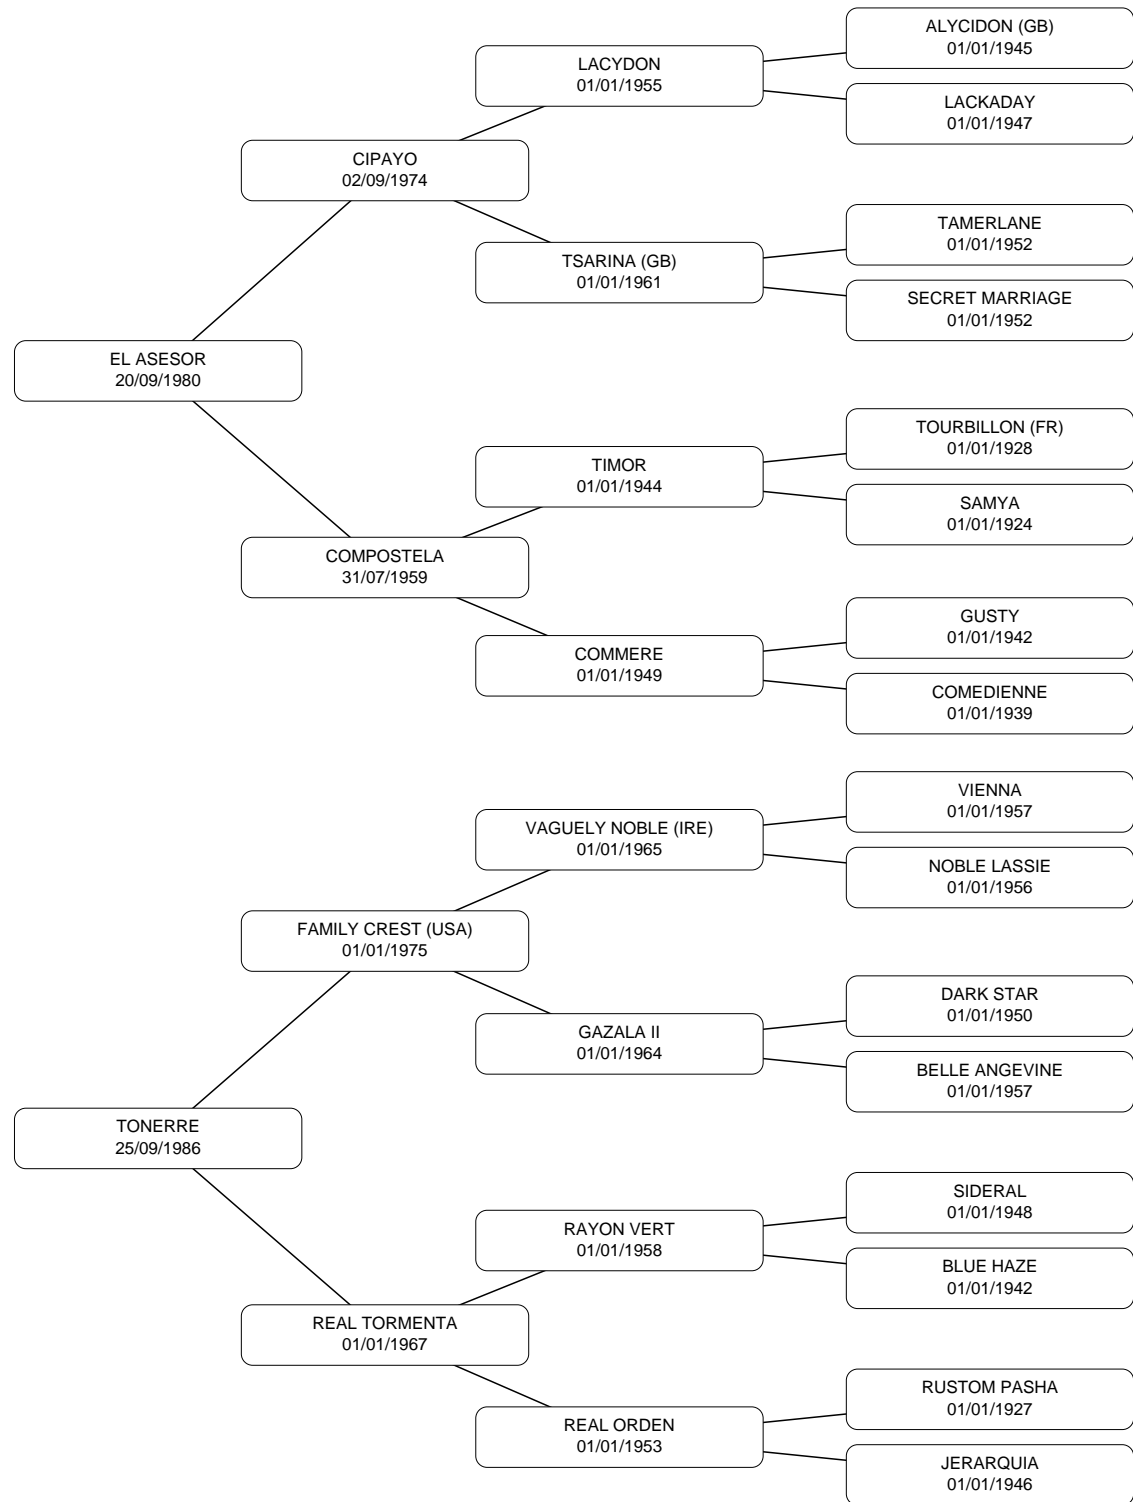 ALYCIDON (GB)
01/01/1945
LACYDON
01/01/1955
LACKADAY
01/01/1947
CIPAYO
02/09/1974
TAMERLANE
01/01/1952
TSARINA (GB)
01/01/1961
SECRET MARRIAGE
01/01/1952
EL ASESOR
20/09/1980
TOURBILLON (FR)
01/01/1928
TIMOR
01/01/1944
SAMYA
01/01/1924
COMPOSTELA
31/07/1959
GUSTY
01/01/1942
COMMERE
01/01/1949
COMEDIENNE
01/01/1939
VIENNA
01/01/1957
VAGUELY NOBLE (IRE)
01/01/1965
NOBLE LASSIE
01/01/1956
FAMILY CREST (USA)
01/01/1975
DARK STAR
01/01/1950
GAZALA II
01/01/1964
BELLE ANGEVINE
01/01/1957
TONERRE
25/09/1986
SIDERAL
01/01/1948
RAYON VERT
01/01/1958
BLUE HAZE
01/01/1942
REAL TORMENTA
01/01/1967
RUSTOM PASHA
01/01/1927
REAL ORDEN
01/01/1953
JERARQUIA
01/01/1946